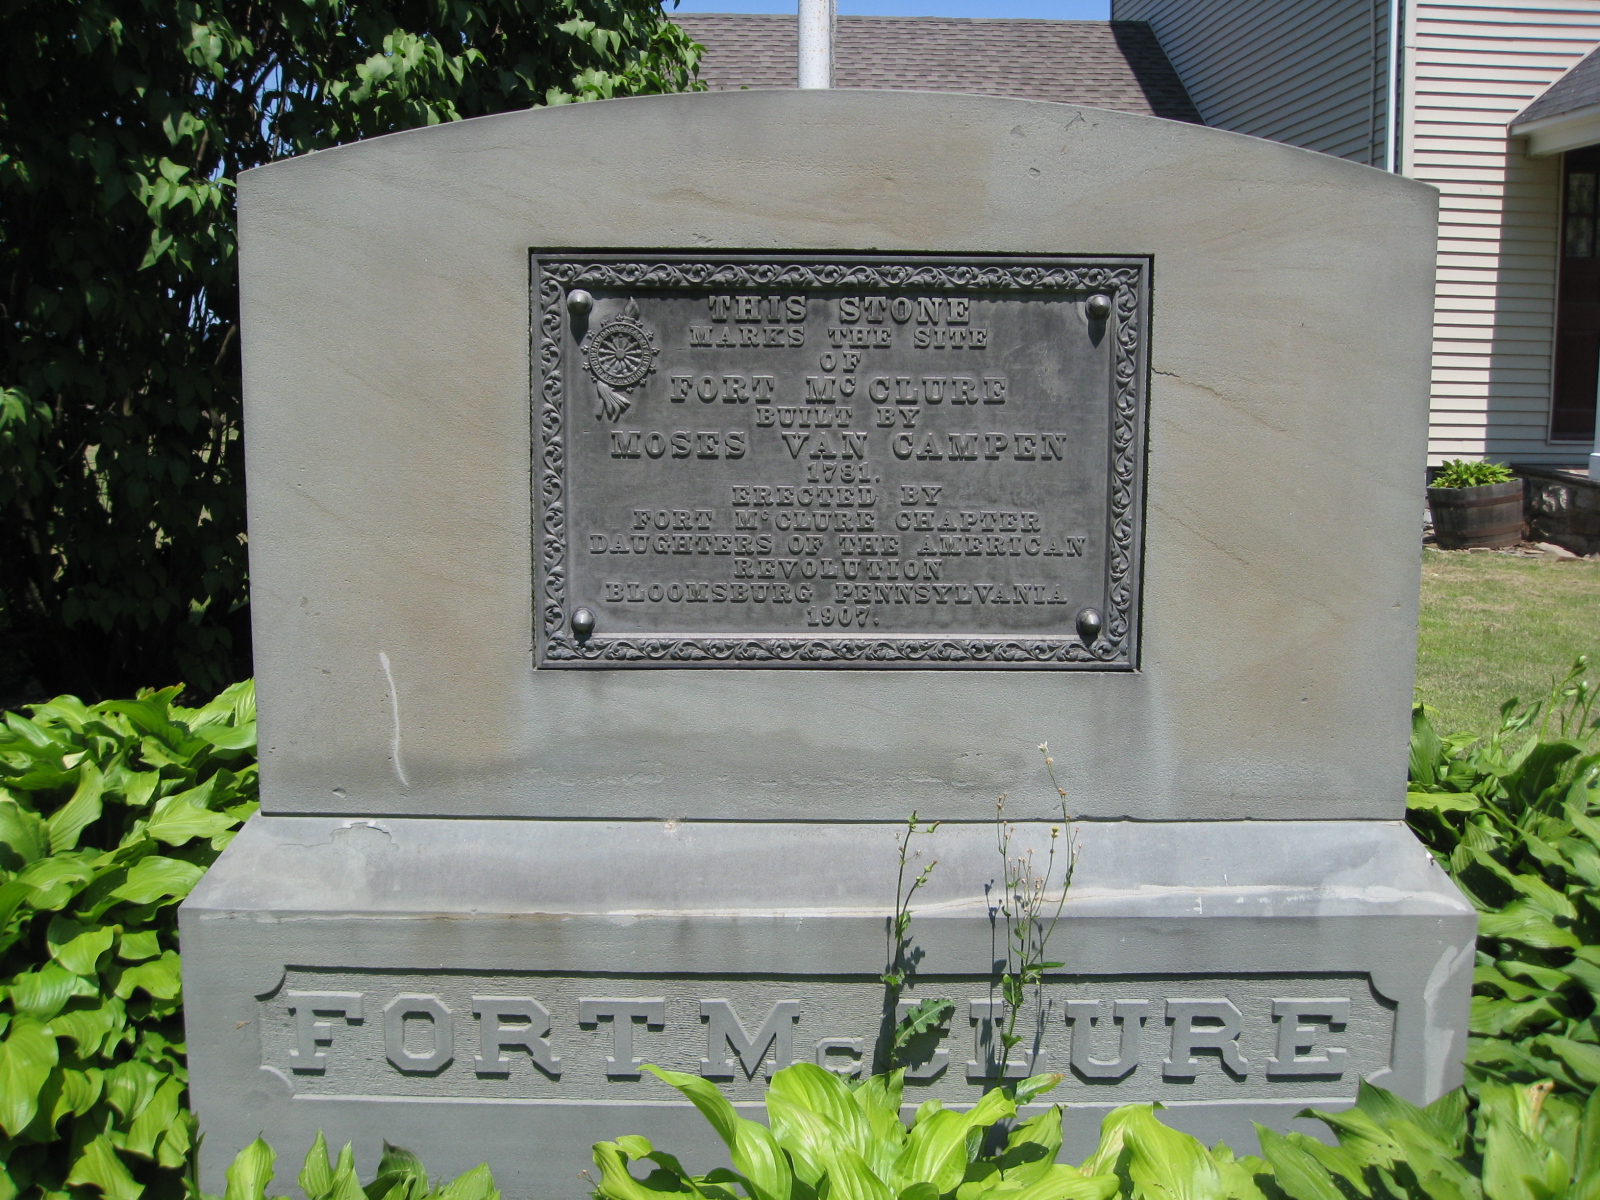 THIS STONE
MARKS THE SITE
OF
FORT McCLURE
BUILT BY
MOSES VAN CAMPEN
1781.
ERECTED BY
FORT McCLURE CHAPTER
DAUGHTERS OF THE AMERICAN
REVOLUTION
BLOOMSBURG PENNSYLVANIA
1907.
FORT McCLURE